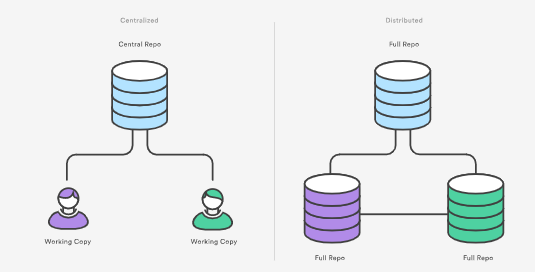 Centralized
Central Repo
Working Copy
Working Copy
Distributed
Full Repo
Full Repo
Full Repo